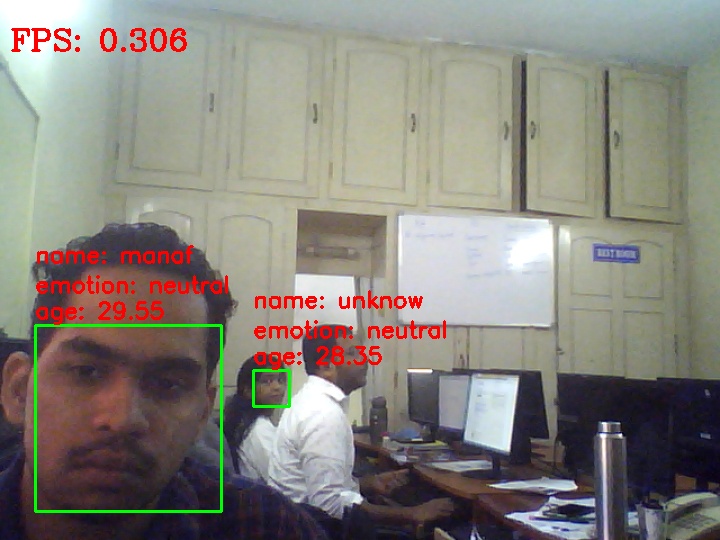 FPS: 0.306
name: manaf
emotion: neutral
age: 29.55
name: unknow
emotion: neutral
age: 28.35
REST ROOM